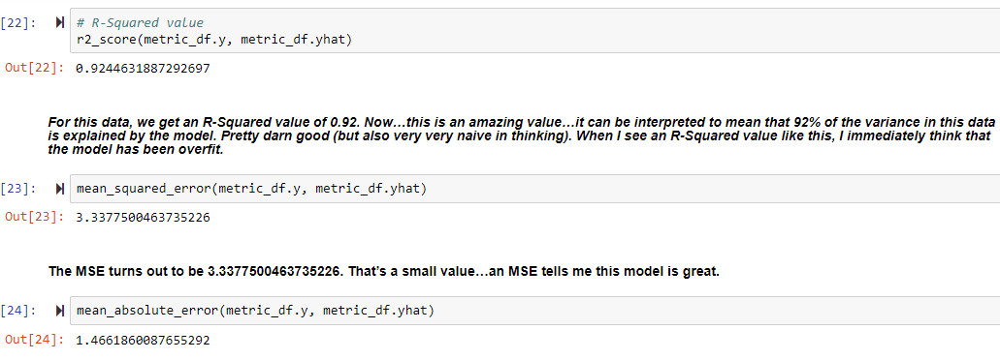 [22]: # R-Squared value
r2_score(metric_df.y, metric_df.yhat)
Out[22]: 0.9244631887292697
For this data, we get an R-Squared value of 0.92. Now…this is an amazing value…it can be interpreted to mean that 92% of the variance in this data
is explained by the model. Pretty darn good (but also very very naive in thinking). When I see an R-Squared value like this, I immediately think that
the model has been overfit.
[23]: mean_squared_error(metric_df.y, metric_df.yhat)
Out[23]: 3.3377500463735226
The MSE turns out to be 3.3377500463735226. That’s a small value…an MSE tells me this model is great.
[24]: mean_absolute_error(metric_df.y, metric_df.yhat)
Out[24]: 1.4661860087655292